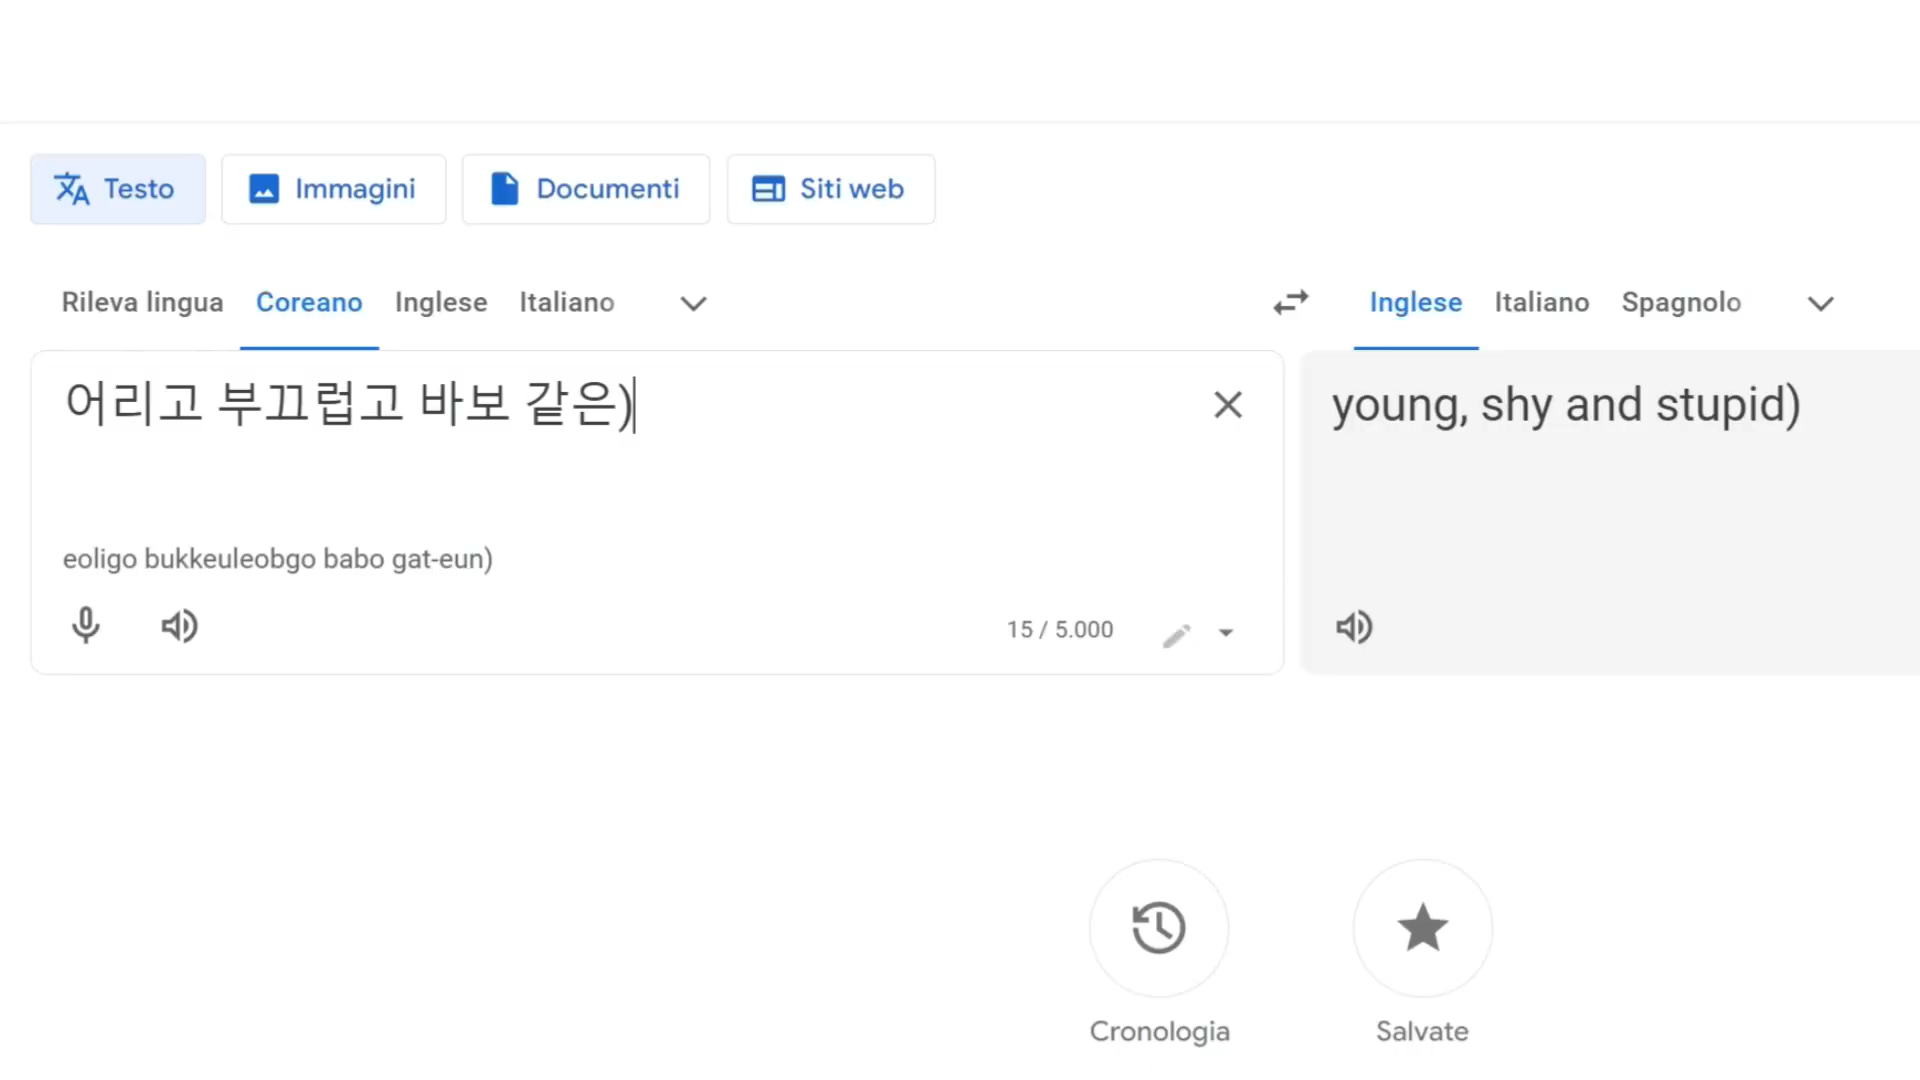 Testo Immagini Documenti Siti web
Rileva lingua Coreano Inglese Italiano Inglese Italiano Spagnolo
어리고 부끄럽고 바보 같은)
young, shy and stupid)
eoligo bukkeuleobgo babo gat-eun)
15 / 5.000
Cronologia Salvate